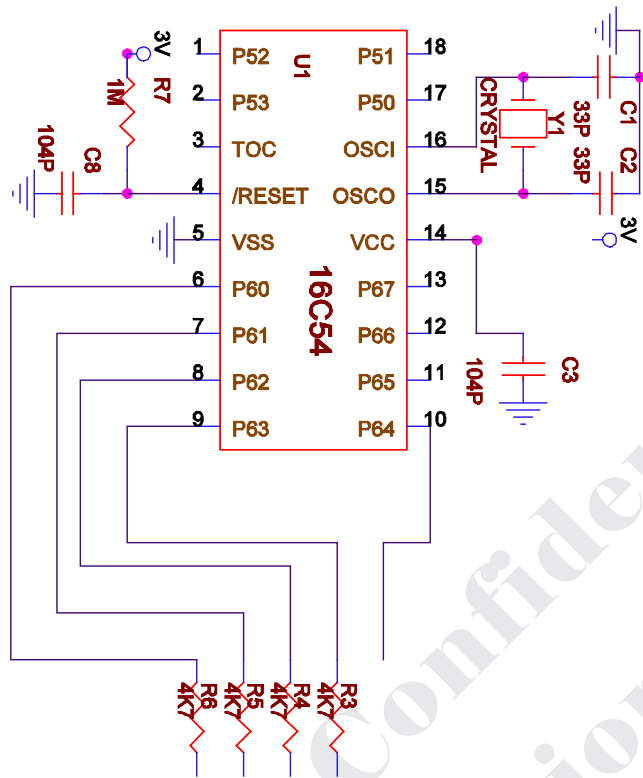 3V
R7
1M
C8
104P
U1
16C54
1 P52
2 P53
3 TOC
4 /RESET
5 VSS
6 P60
7 P61
8 P62
9 P63
P51 18
P50 17
OSCI 16
OSCO 15
VCC 14
P67 13
P66 12
P65 11
P64 10
CRYSTAL
Y1
33P
C1
33P
C2
3V
C3
104P
R6
4K7
R5
4K7
R4
4K7
R3
4K7
Confiden
ion